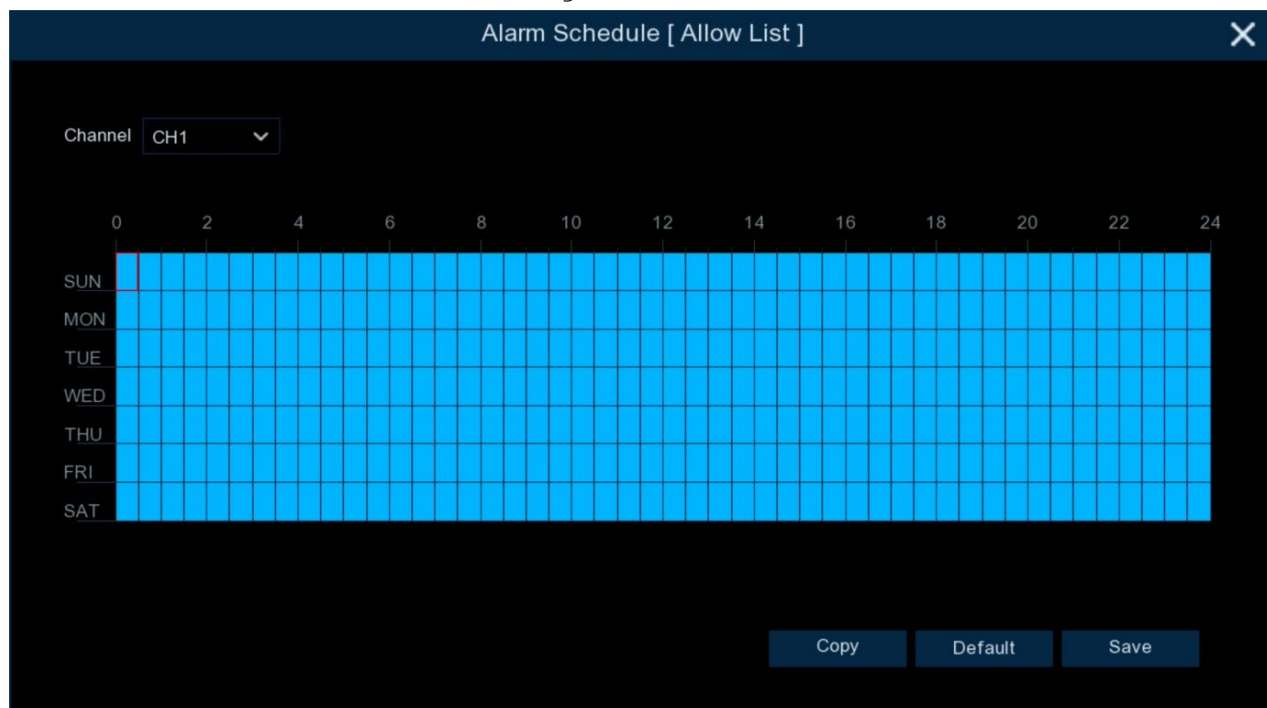 Alarm Schedule [ Allow List ]
Channel CH1
0 2 4 6 8 10 12 14 16 18 20 22 24
SUN
MON
TUE
WED
THU
FRI
SAT
Copy Default Save